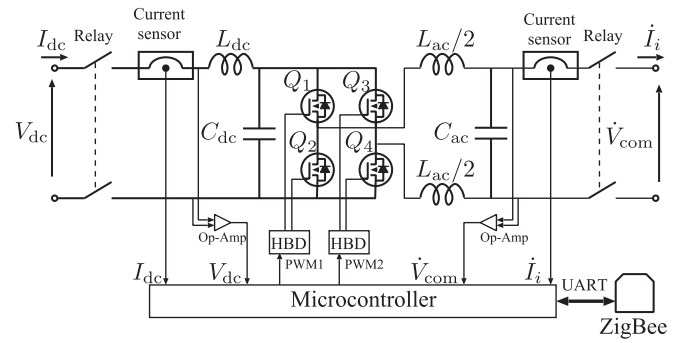 Current
sensor
Relay
I_dc
L_dc
V_dc
C_dc
Q_1
Q_2
Q_3
Q_4
L_ac/2
L_ac/2
C_ac
Current
sensor
Relay
İ_i
V̇_com
Op-Amp
HBD
HBD
PWM1
PWM2
Op-Amp
I_dc
V_dc
V̇_com
İ_i
Microcontroller
UART
ZigBee